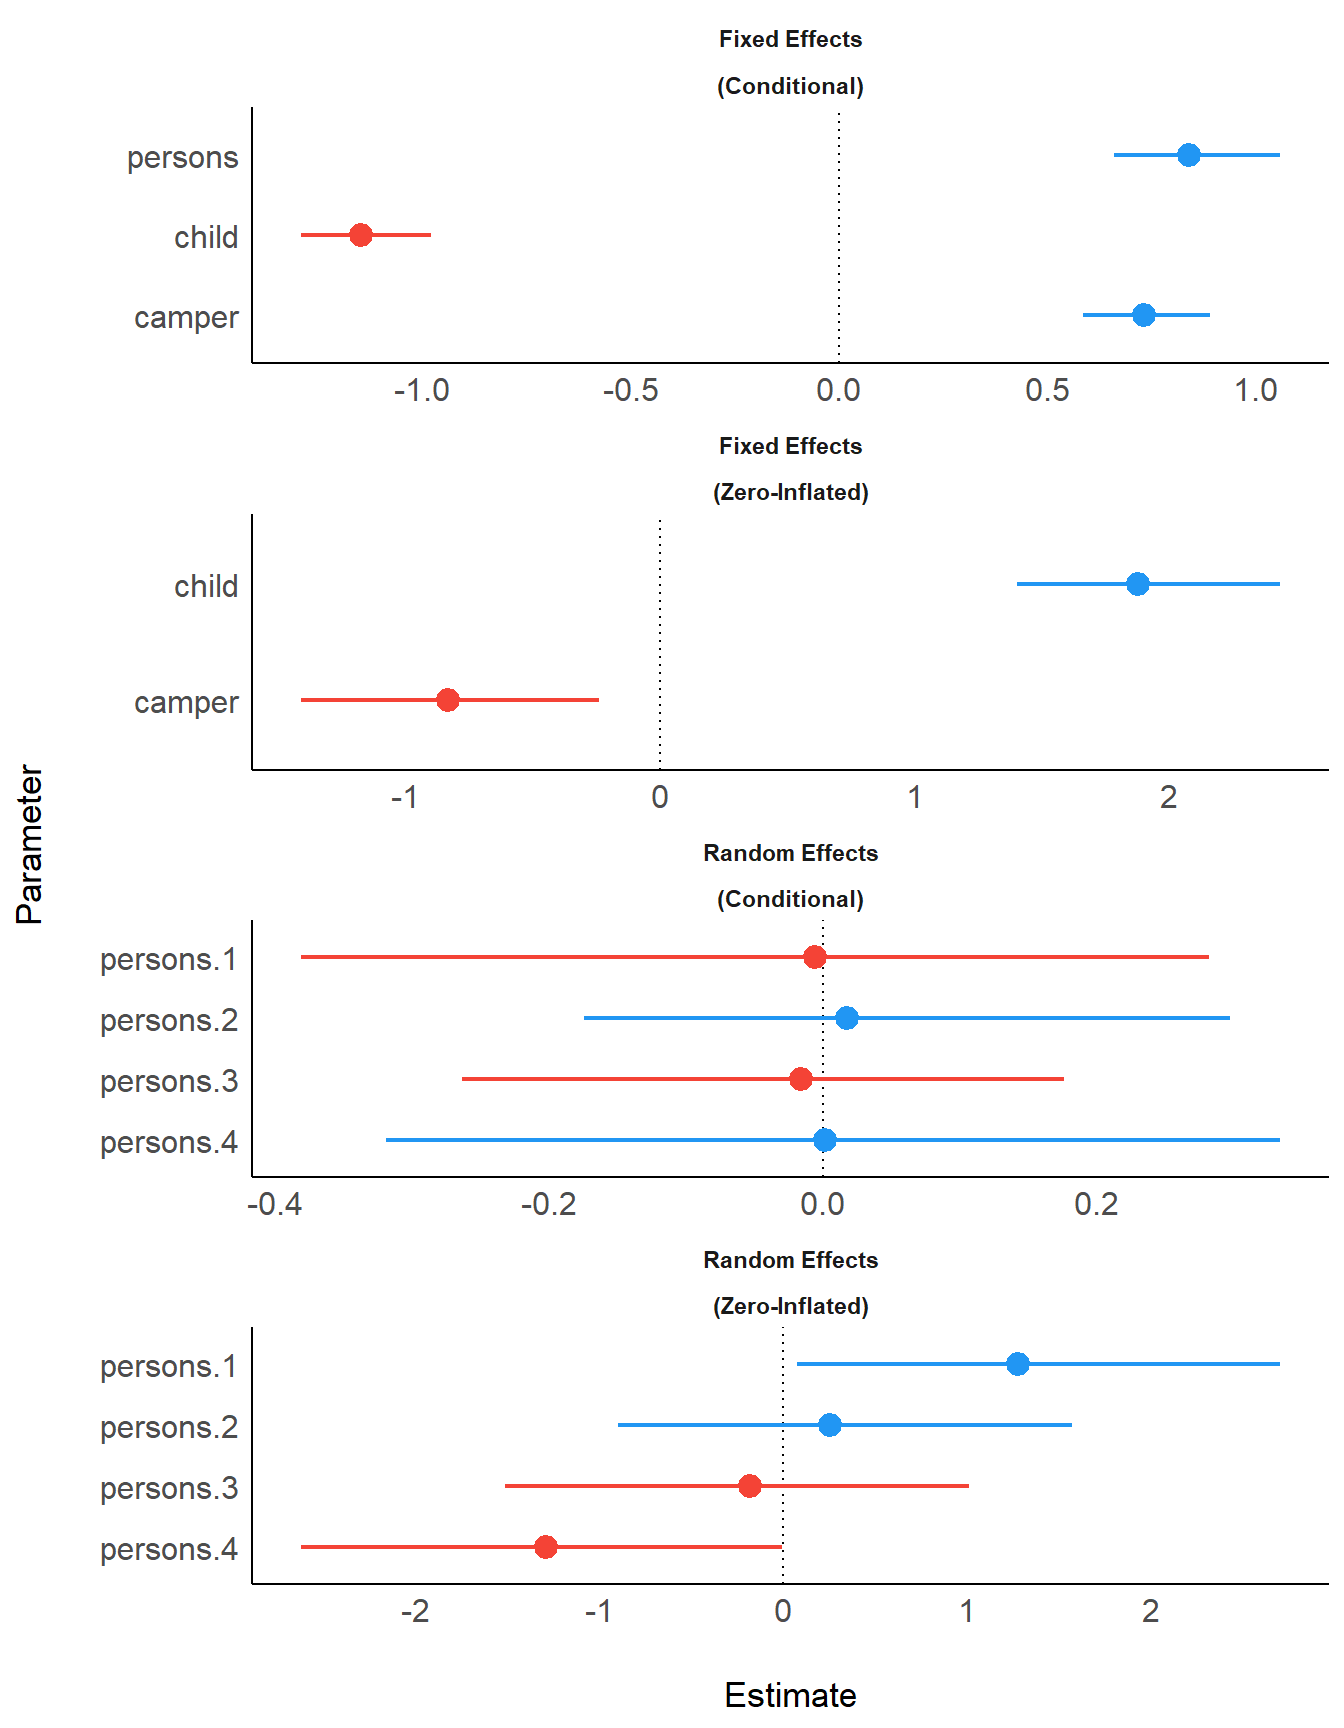 Fixed Effects
(Conditional)
persons
child
camper
-1.0 -0.5 0.0 0.5 1.0
Fixed Effects
(Zero-Inflated)
child
camper
-1 0 1 2
Parameter
Random Effects
(Conditional)
persons.1
persons.2
persons.3
persons.4
-0.4 -0.2 0.0 0.2
Random Effects
(Zero-Inflated)
persons.1
persons.2
persons.3
persons.4
-2 -1 0 1 2
Estimate